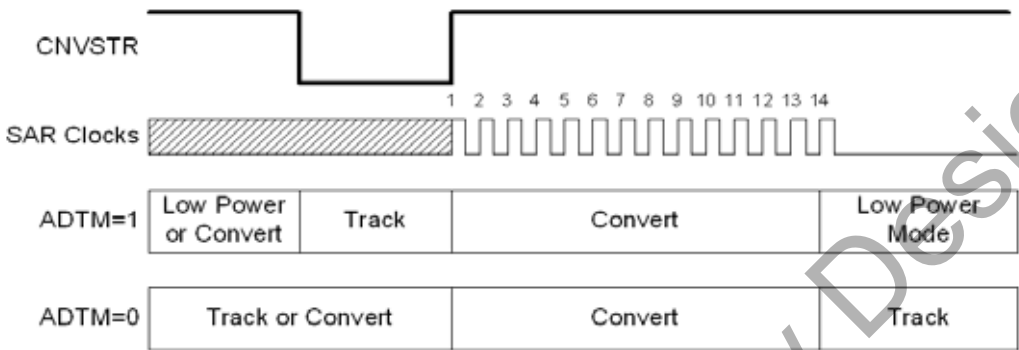 CNVSTR
1 2 3 4 5 6 7 8 9 10 11 12 13 14
SAR Clocks
ADTM=1
Low Power
or Convert
Track
Convert
Low Power
Mode
ADTM=0
Track or Convert
Convert
Track